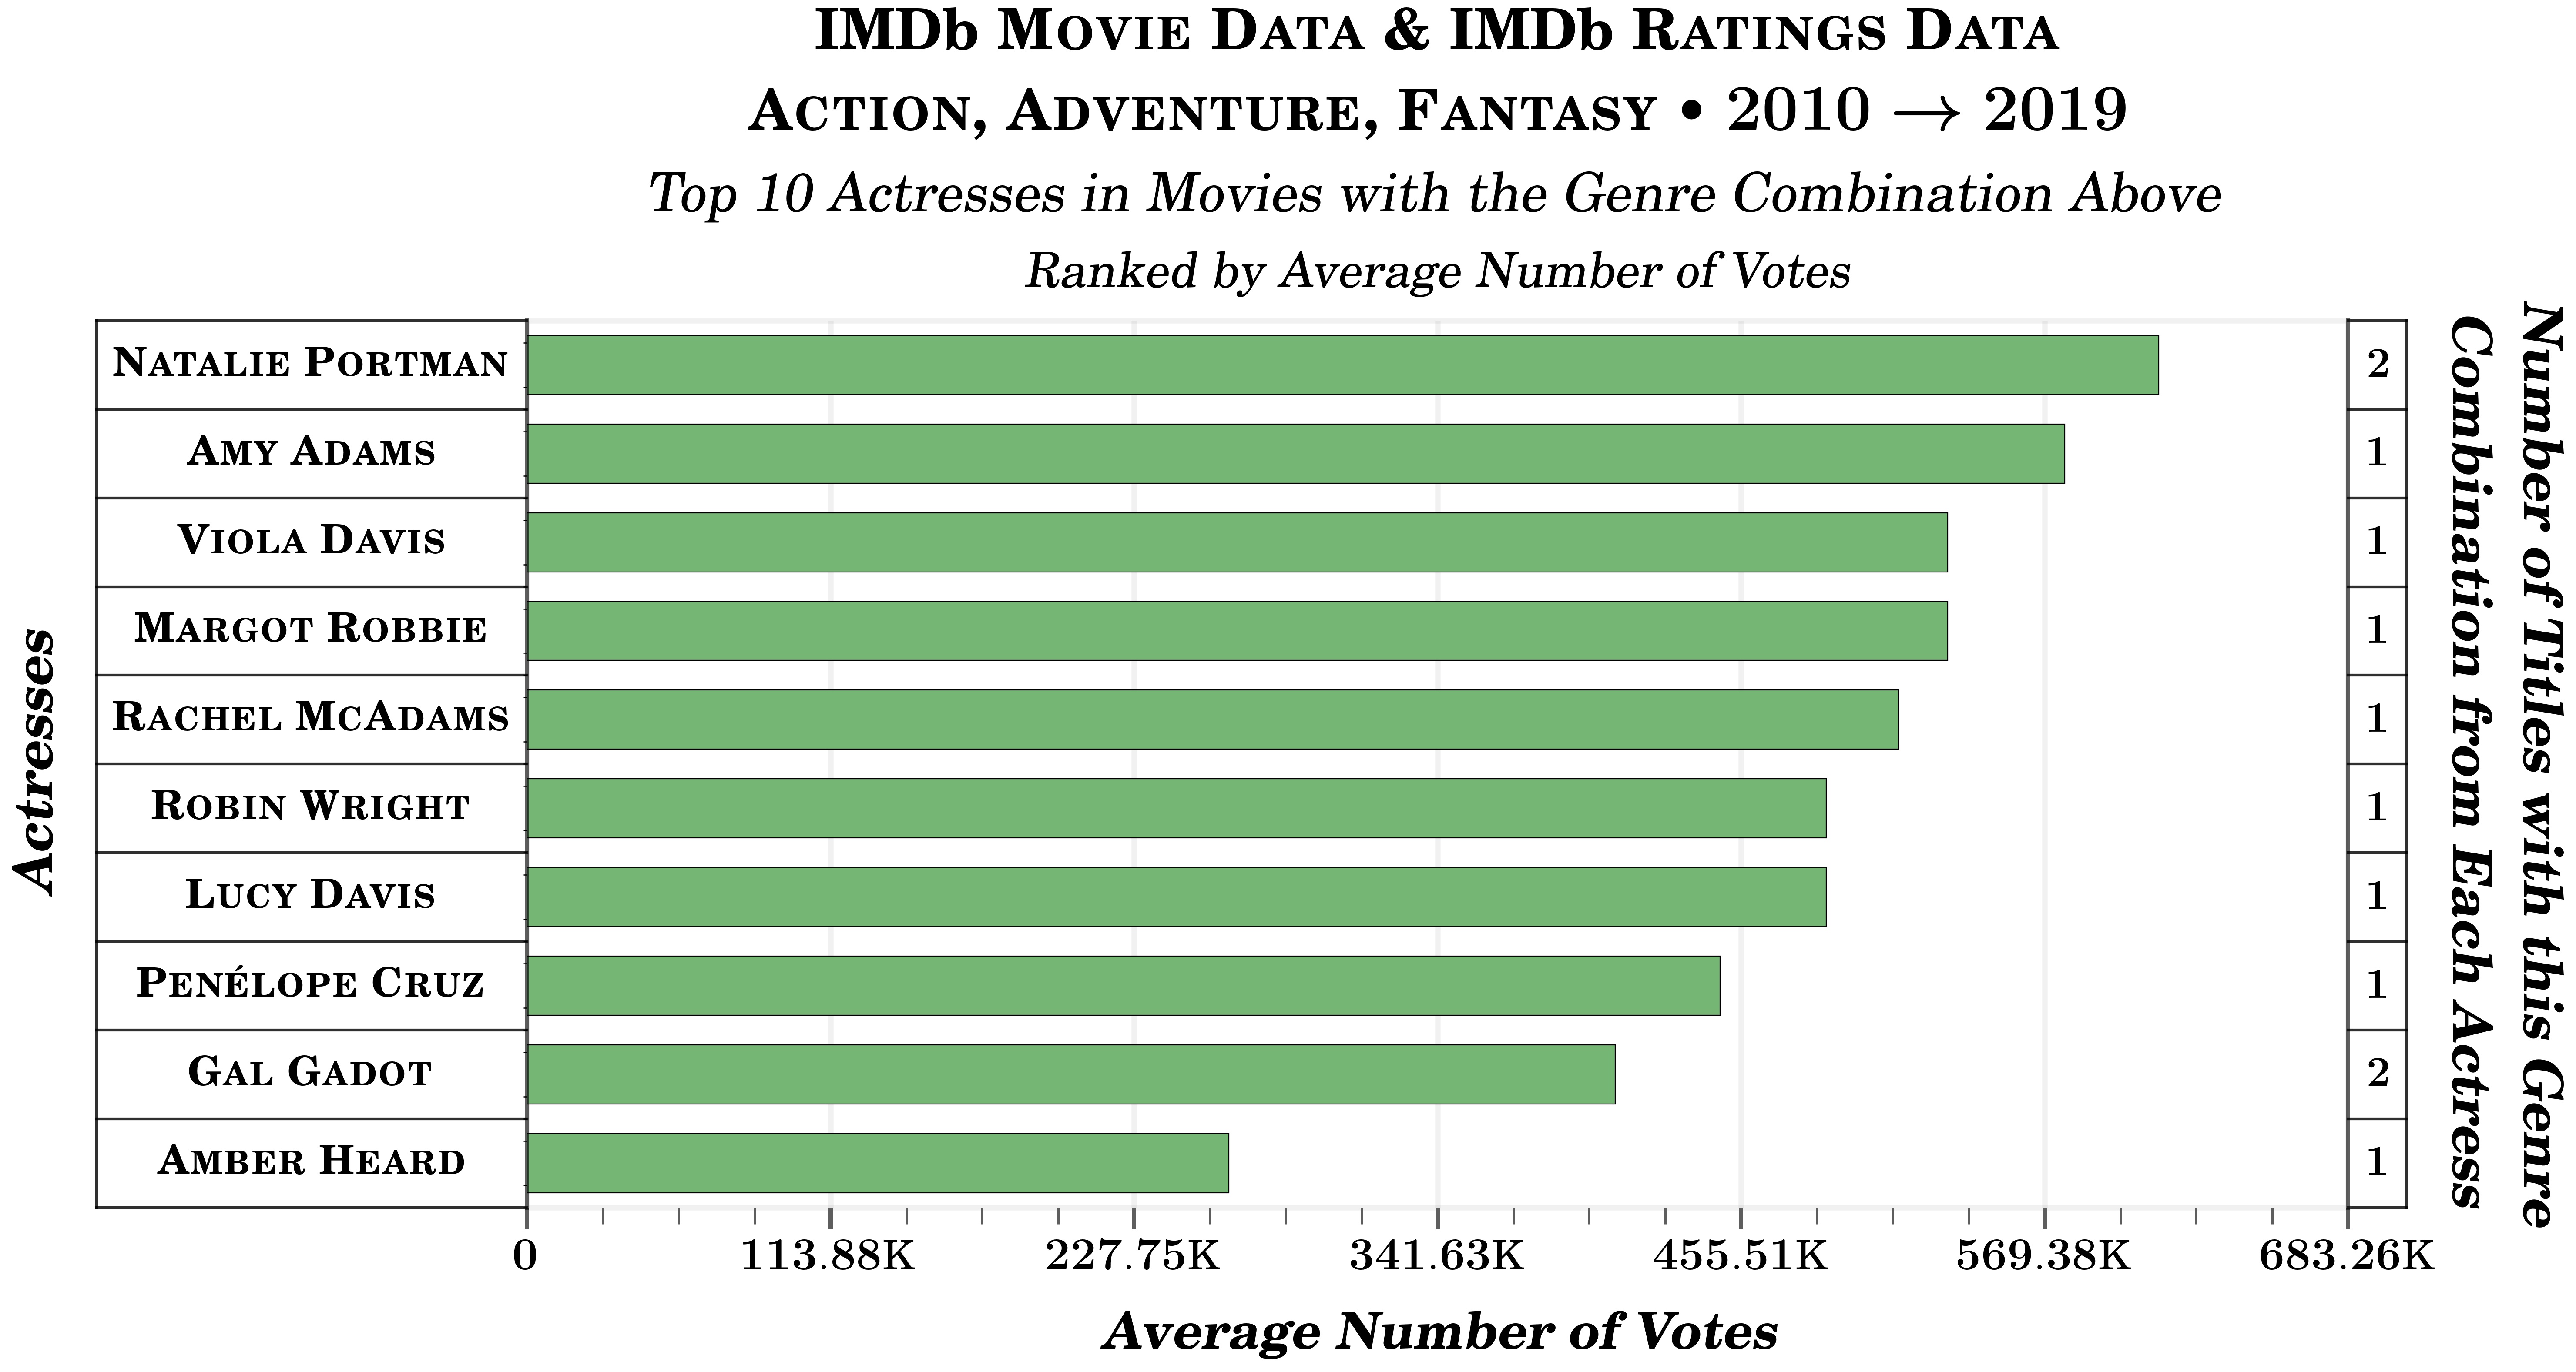 IMDb Movie Data & IMDb Ratings Data
Action, Adventure, Fantasy • 2010 → 2019
Top 10 Actresses in Movies with the Genre Combination Above
Ranked by Average Number of Votes
Actresses
Natalie Portman 2
Amy Adams 1
Viola Davis 1
Margot Robbie 1
Rachel McAdams 1
Robin Wright 1
Lucy Davis 1
Penélope Cruz 1
Gal Gadot 2
Amber Heard 1
Number of Titles with this Genre
Combination from Each Actress
0 113.88K 227.75K 341.63K 455.51K 569.38K 683.26K
Average Number of Votes